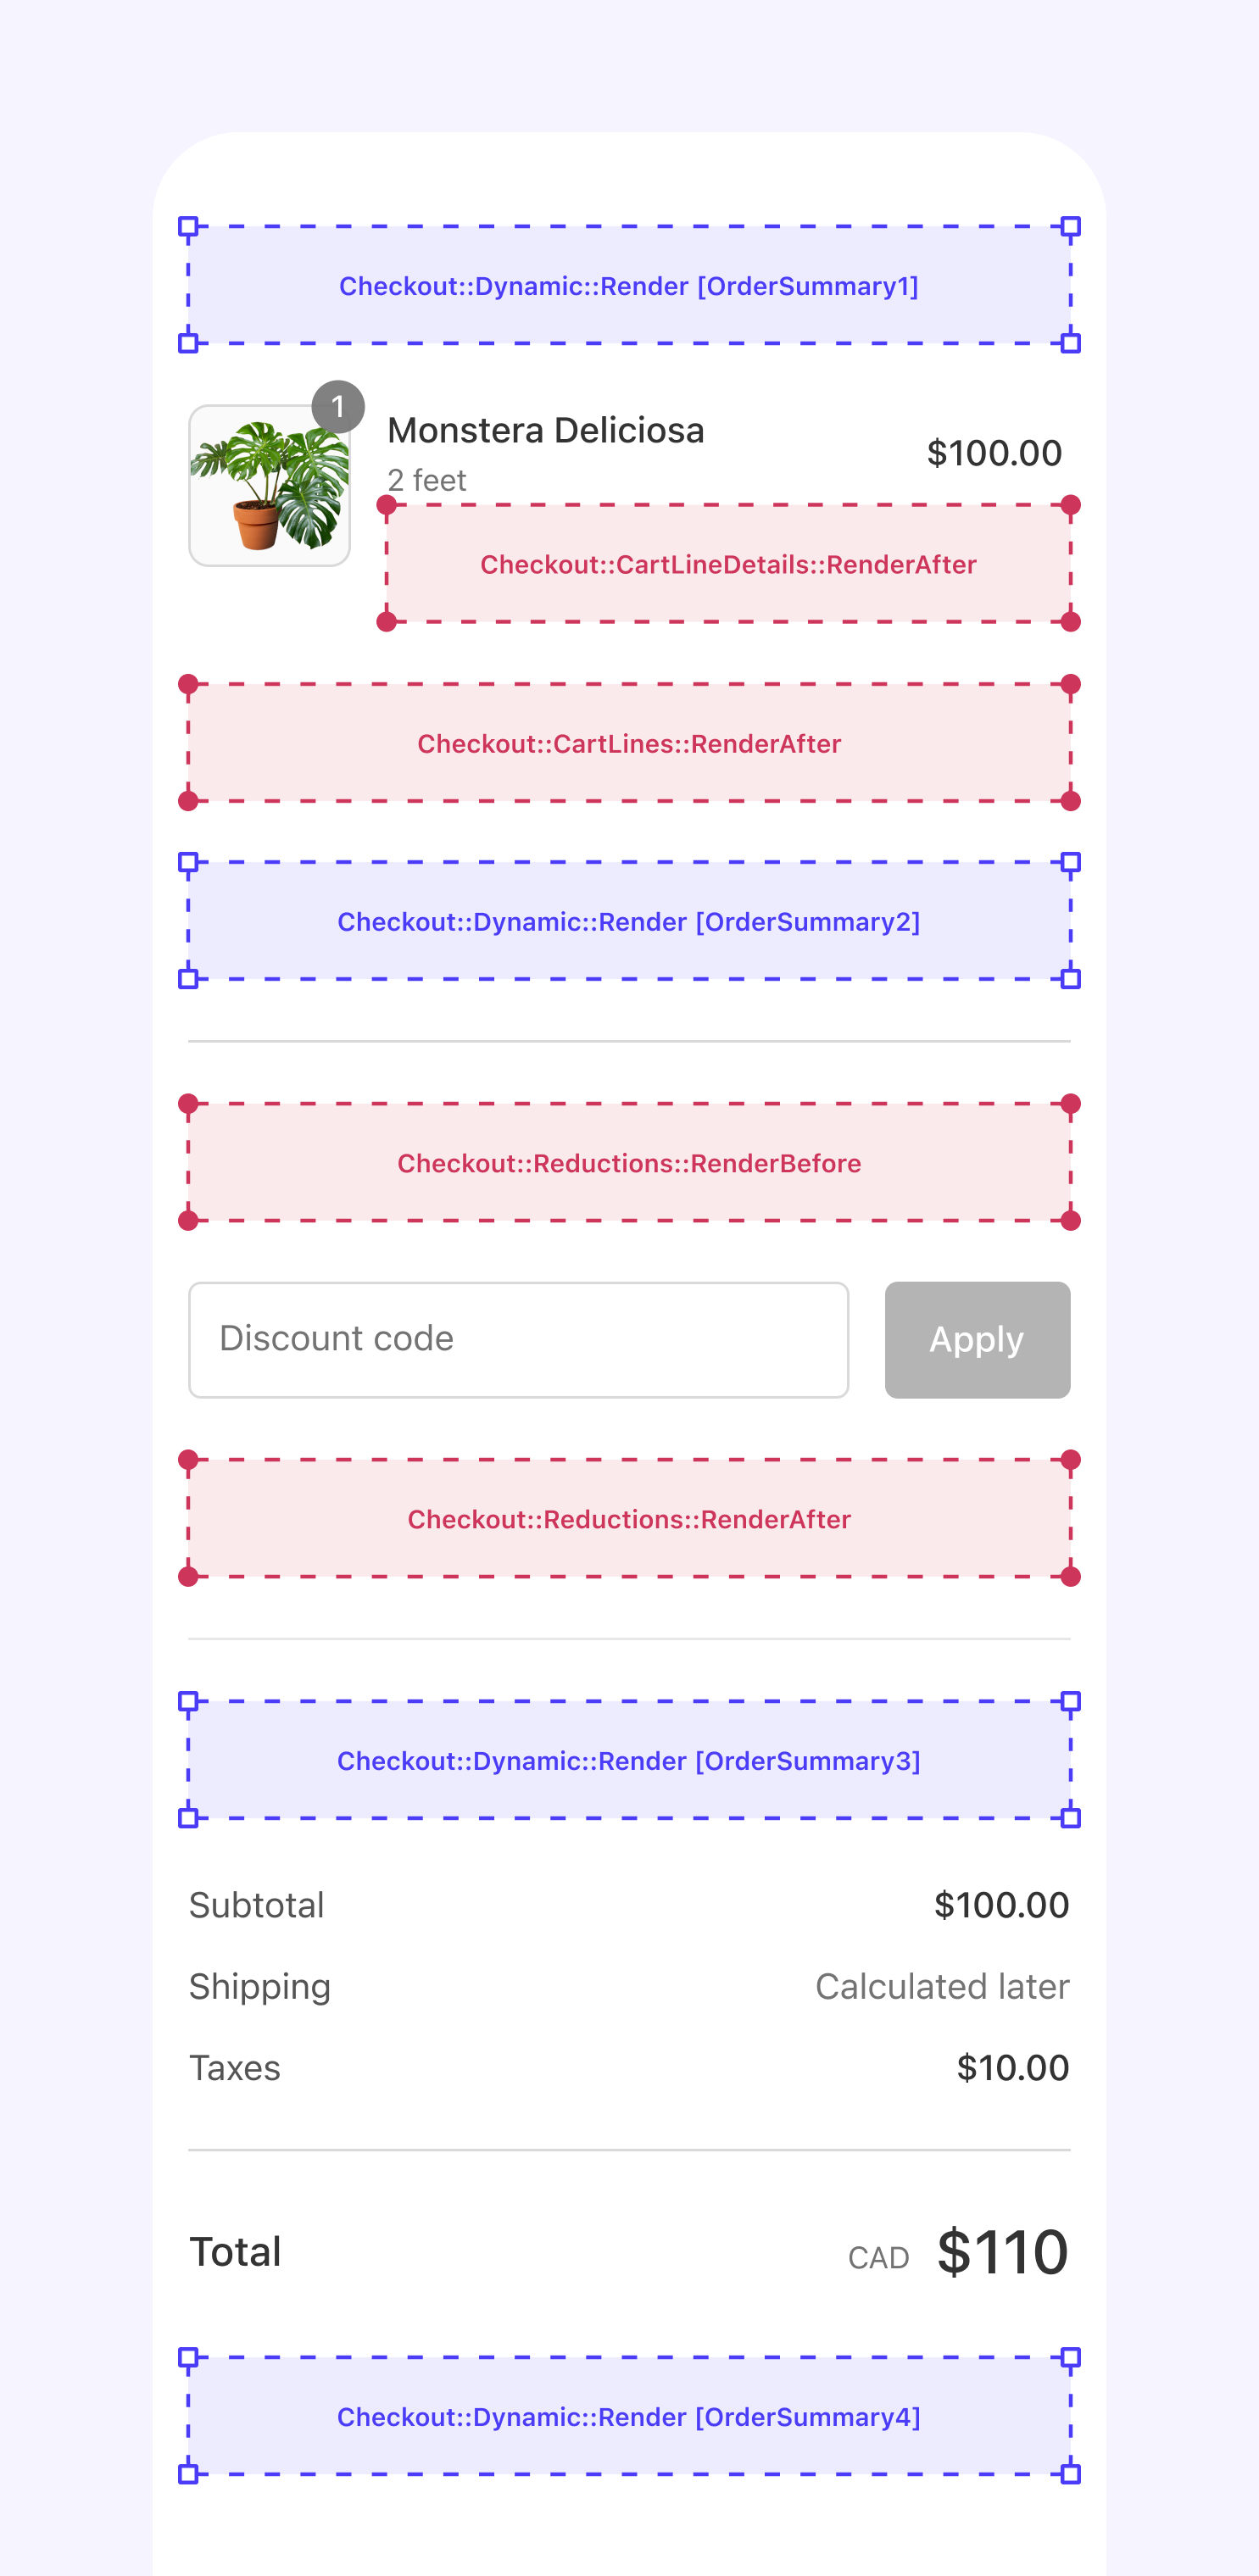 Checkout::Dynamic::Render [OrderSummary1]
1
Monstera Deliciosa
$100.00
2 feet
Checkout::CartLineDetails::RenderAfter
Checkout::CartLines::RenderAfter
Checkout::Dynamic::Render [OrderSummary2]
Checkout::Reductions::RenderBefore
Discount code
Apply
Checkout::Reductions::RenderAfter
Checkout::Dynamic::Render [OrderSummary3]
Subtotal $100.00
Shipping Calculated later
Taxes $10.00
Total CAD $110
Checkout::Dynamic::Render [OrderSummary4]